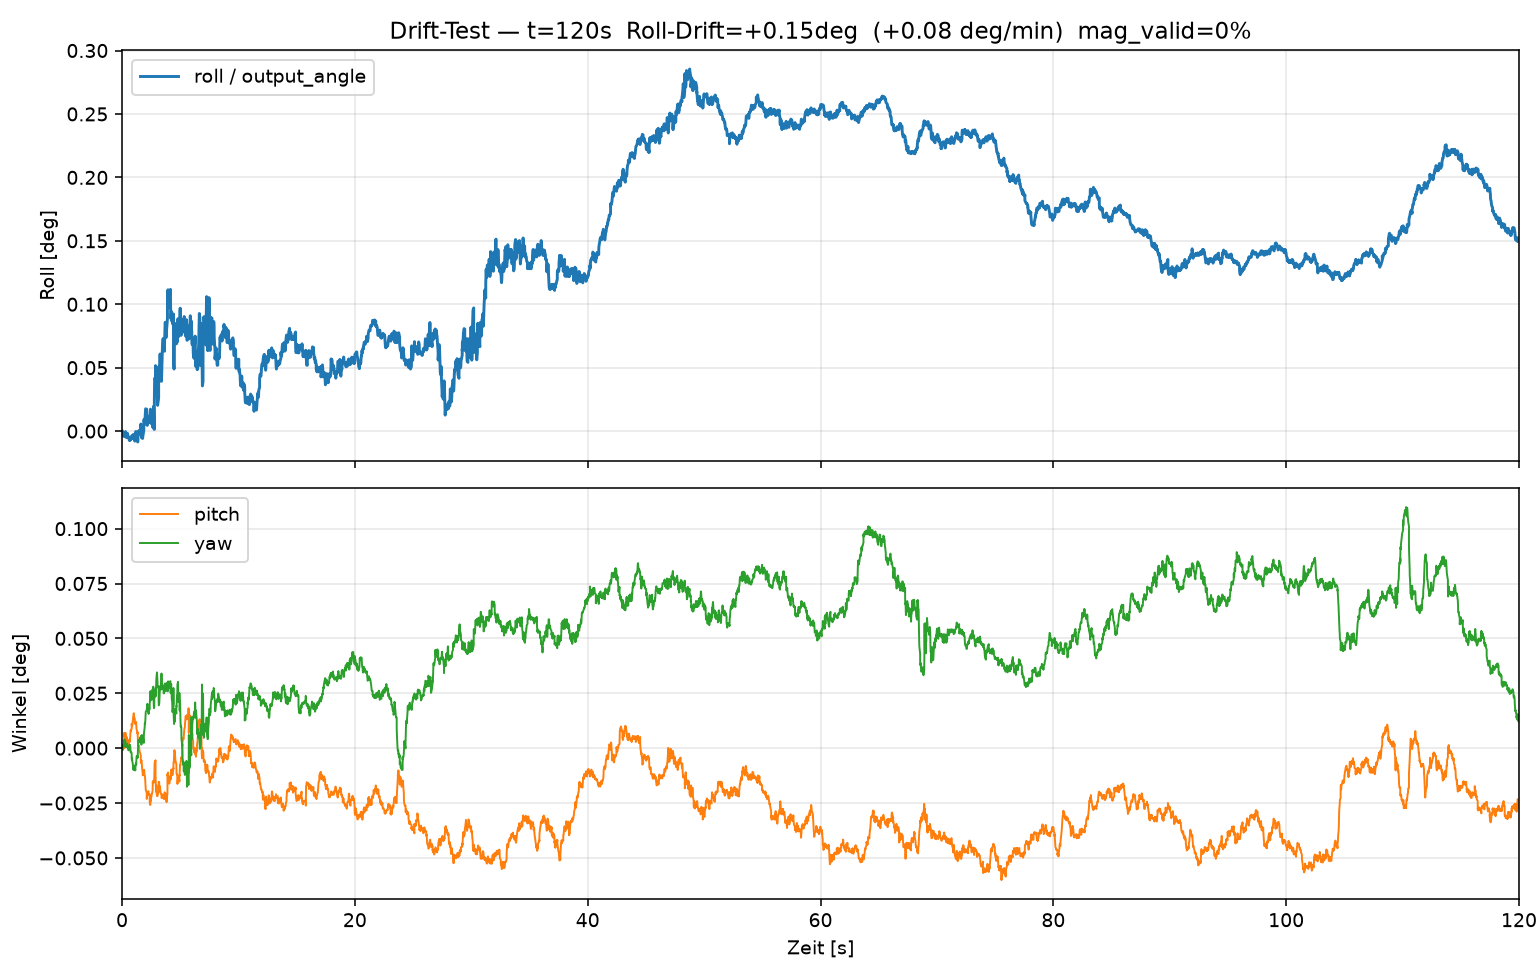 Drift-Test — t=120s  Roll-Drift=+0.15deg  (+0.08 deg/min)  mag_valid=0%
roll / output_angle
Roll [deg]
0.30
0.25
0.20
0.15
0.10
0.05
0.00
pitch
yaw
Winkel [deg]
0.100
0.075
0.050
0.025
0.000
−0.025
−0.050
0 20 40 60 80 100 120
Zeit [s]